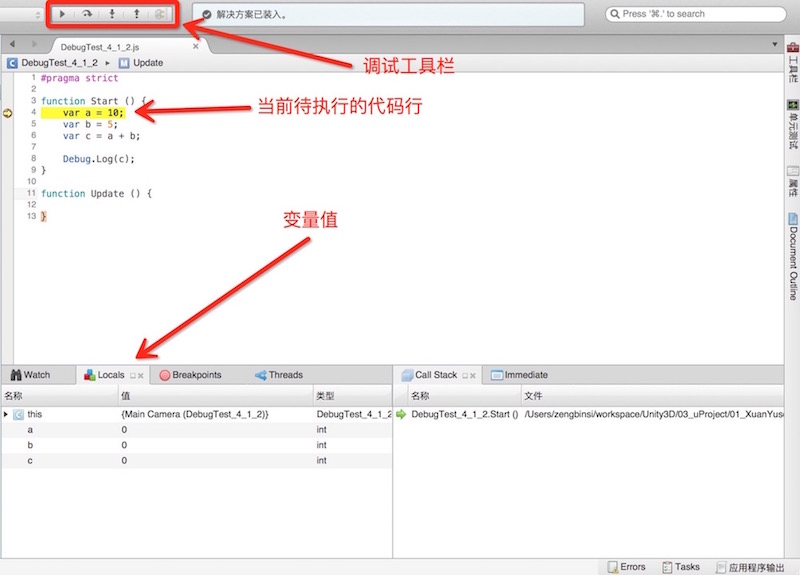 解决方案已装入。
Press '⌘.' to search
DebugTest_4_1_2.js
调试工具栏
DebugTest_4_1_2
Update
1 #pragma strict
2
3 function Start () {
4 var a = 10;
5 var b = 5;
6 var c = a + b;
7
8 Debug.Log(c);
9 }
10
11 function Update () {
12
13 }
当前待执行的代码行
变量值
工具栏
单元测试
属性
Document Outline
Watch
Locals
Breakpoints
Threads
名称 值 类型
this {Main Camera (DebugTest_4_1_2)} DebugTest_4_1_2
a 0 int
b 0 int
c 0 int
Call Stack
Immediate
名称 文件
DebugTest_4_1_2.Start () /Users/zengbinsi/workspace/Unity3D/03_uProject/01_XuanYus
Errors
Tasks
应用程序输出